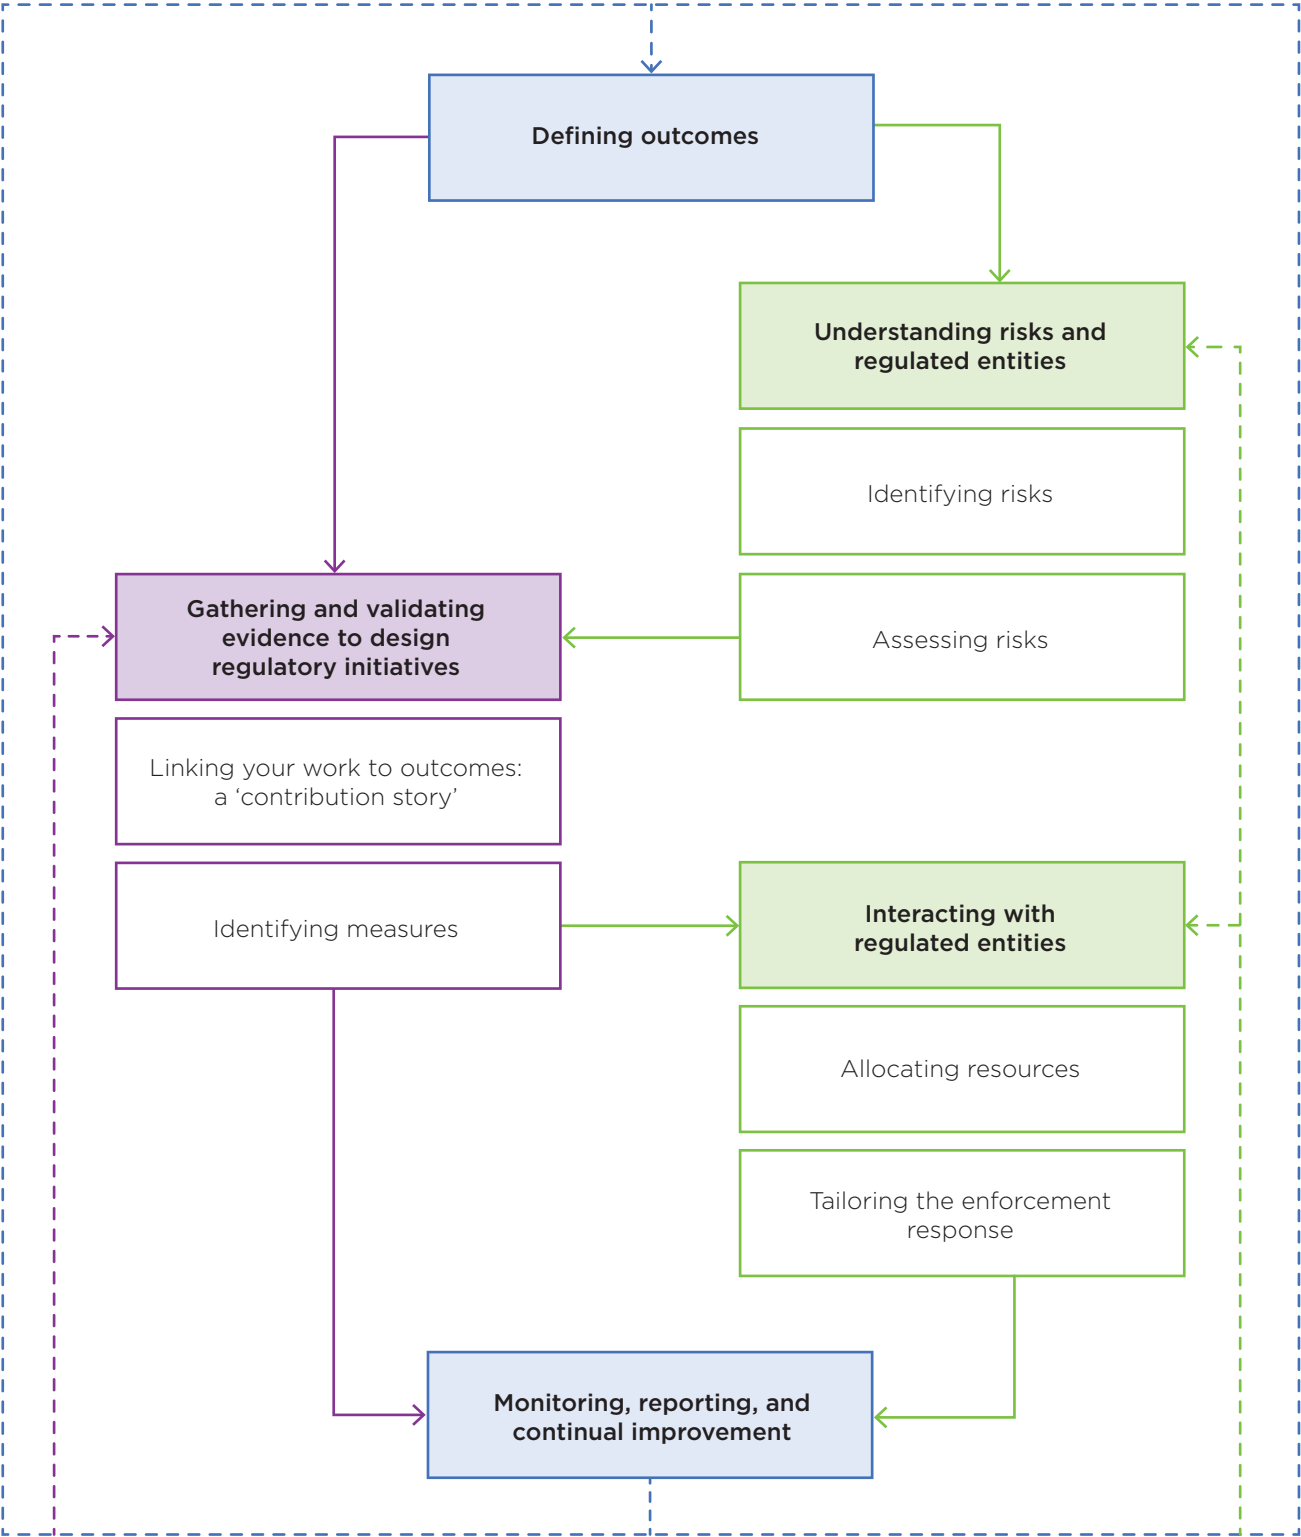 Defining outcomes
Understanding risks and
regulated entities
Identifying risks
Gathering and validating
evidence to design
regulatory initiatives
Assessing risks
Linking your work to outcomes:
a ‘contribution story’
Identifying measures
Interacting with
regulated entities
Allocating resources
Tailoring the enforcement
response
Monitoring, reporting, and
continual improvement